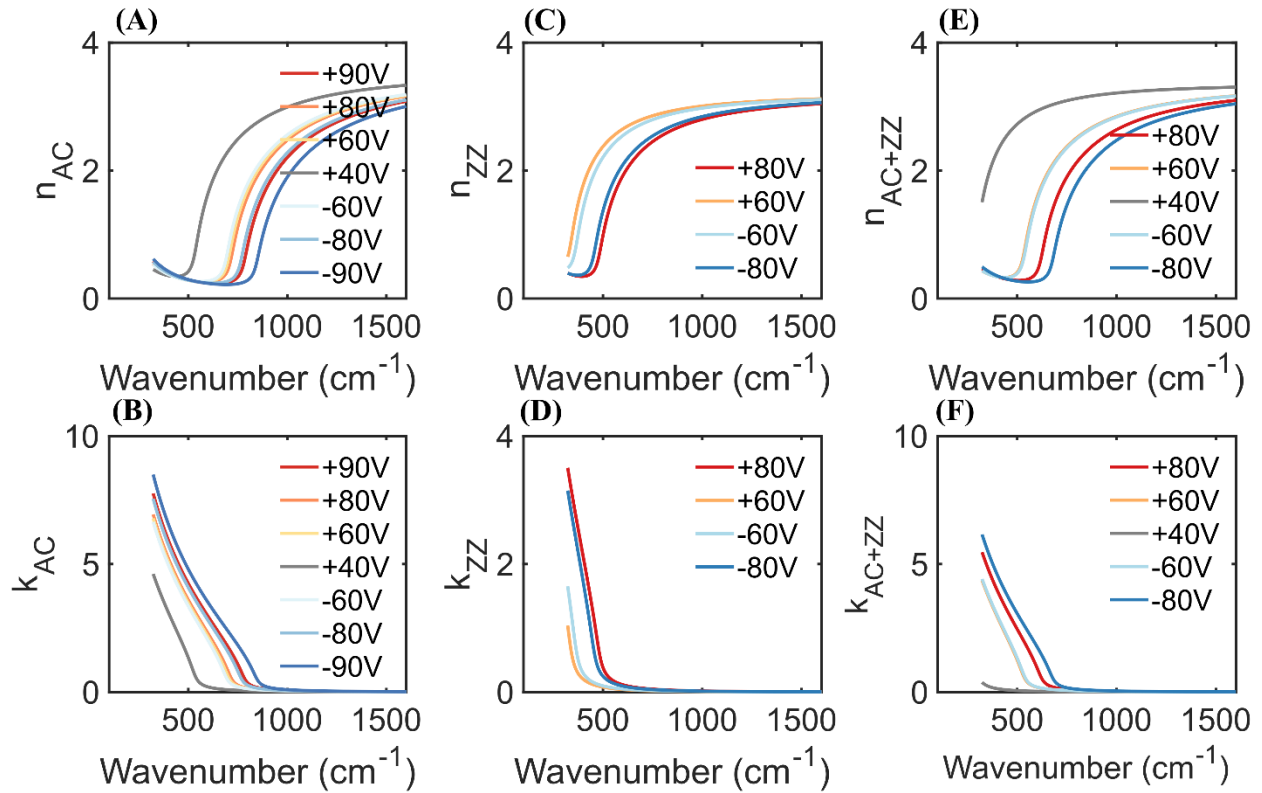 (A)
4
2
0
n_AC
500
1000
1500
Wavenumber (cm⁻¹)
+90V
+80V
+60V
+40V
-60V
-80V
-90V
(C)
4
2
0
n_ZZ
500
1000
1500
Wavenumber (cm⁻¹)
+80V
+60V
-60V
-80V
(E)
4
2
0
n_AC+ZZ
500
1000
1500
Wavenumber (cm⁻¹)
+80V
+60V
+40V
-60V
-80V
(B)
10
5
0
k_AC
500
1000
1500
Wavenumber (cm⁻¹)
+90V
+80V
+60V
+40V
-60V
-80V
-90V
(D)
4
2
0
k_ZZ
500
1000
1500
Wavenumber (cm⁻¹)
+80V
+60V
-60V
-80V
(F)
10
5
0
k_AC+ZZ
500
1000
1500
Wavenumber (cm⁻¹)
+80V
+60V
+40V
-60V
-80V